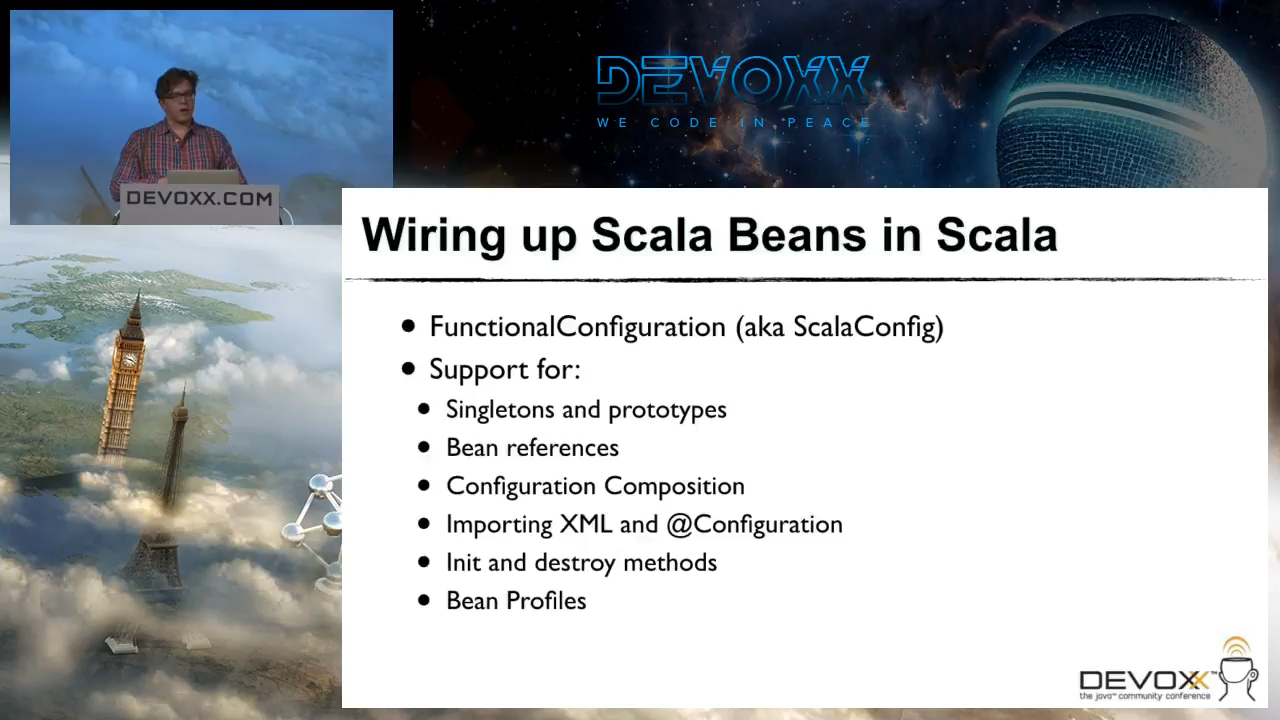 DEVOXX
WE CODE IN PEACE
DEVOXX.COM
Wiring up Scala Beans in Scala
• FunctionalConfiguration (aka ScalaConfig)
• Support for:
• Singletons and prototypes
• Bean references
• Configuration Composition
• Importing XML and @Configuration
• Init and destroy methods
• Bean Profiles
DEVOXX™
the java™ community conference